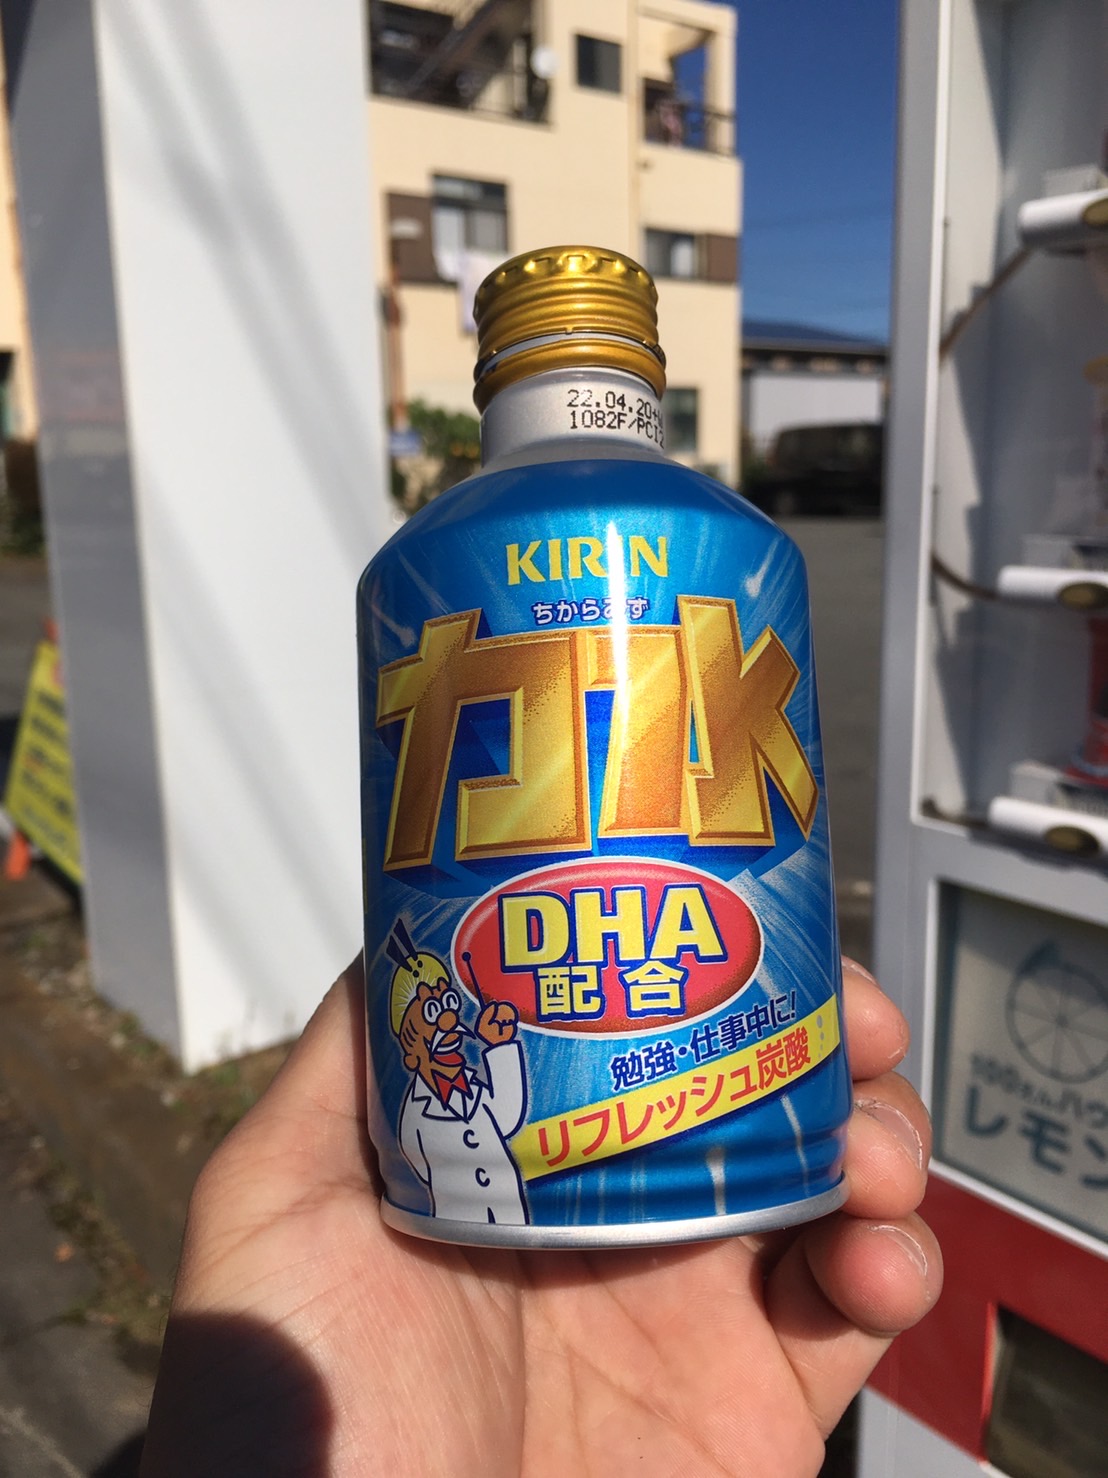 22.04.20
1082F/PCI2
KIRIN
ちからみず
力水
DHA
配合
勉強・仕事中に!
リフレッシュ炭酸
レモン